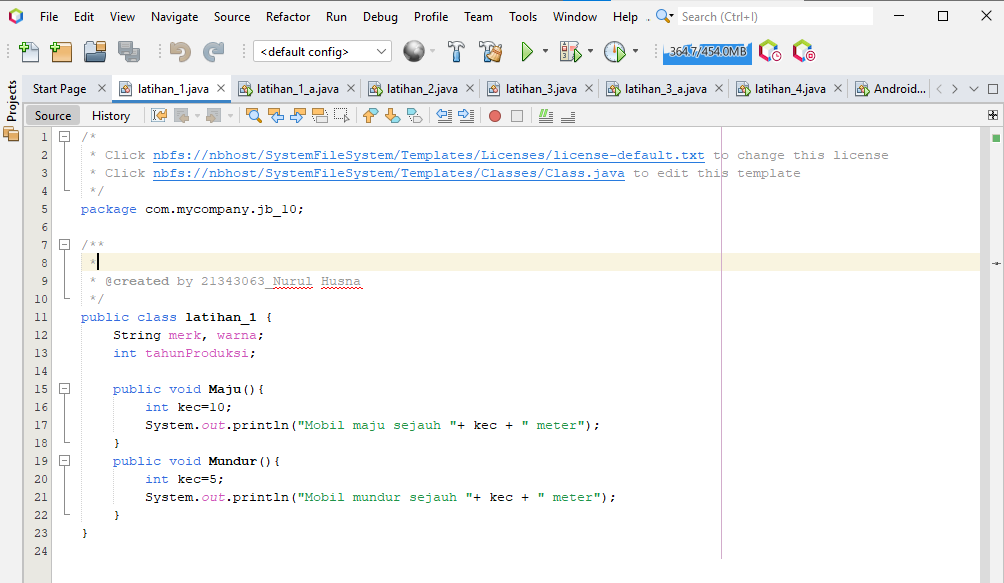 File Edit View Navigate Source Refactor Run Debug Profile Team Tools Window Help Search (Ctrl+I)
<default config> 364.7/454.0MB
Projects
Start Page latihan_1.java latihan_1_a.java latihan_2.java latihan_3.java latihan_3_a.java latihan_4.java Android...
Source History
1 /*
2 * Click nbfs://nbhost/SystemFileSystem/Templates/Licenses/license-default.txt to change this license
3 * Click nbfs://nbhost/SystemFileSystem/Templates/Classes/Class.java to edit this template
4 */
5 package com.mycompany.jb_10;
6
7 /**
8 *
9 * @created by 21343063_Nurul Husna
10 */
11 public class latihan_1 {
12 String merk, warna;
13 int tahunProduksi;
14
15 public void Maju(){
16 int kec=10;
17 System.out.println("Mobil maju sejauh "+ kec + " meter");
18 }
19 public void Mundur(){
20 int kec=5;
21 System.out.println("Mobil mundur sejauh "+ kec + " meter");
22 }
23 }
24